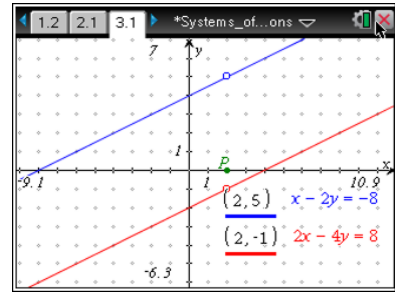 1.2 2.1 3.1 *Systems_of...ons
7 y
1
P x
-9.1 1 10.9
(2,5) x − 2y = −8
(2,-1) 2x − 4y = 8
-6.3